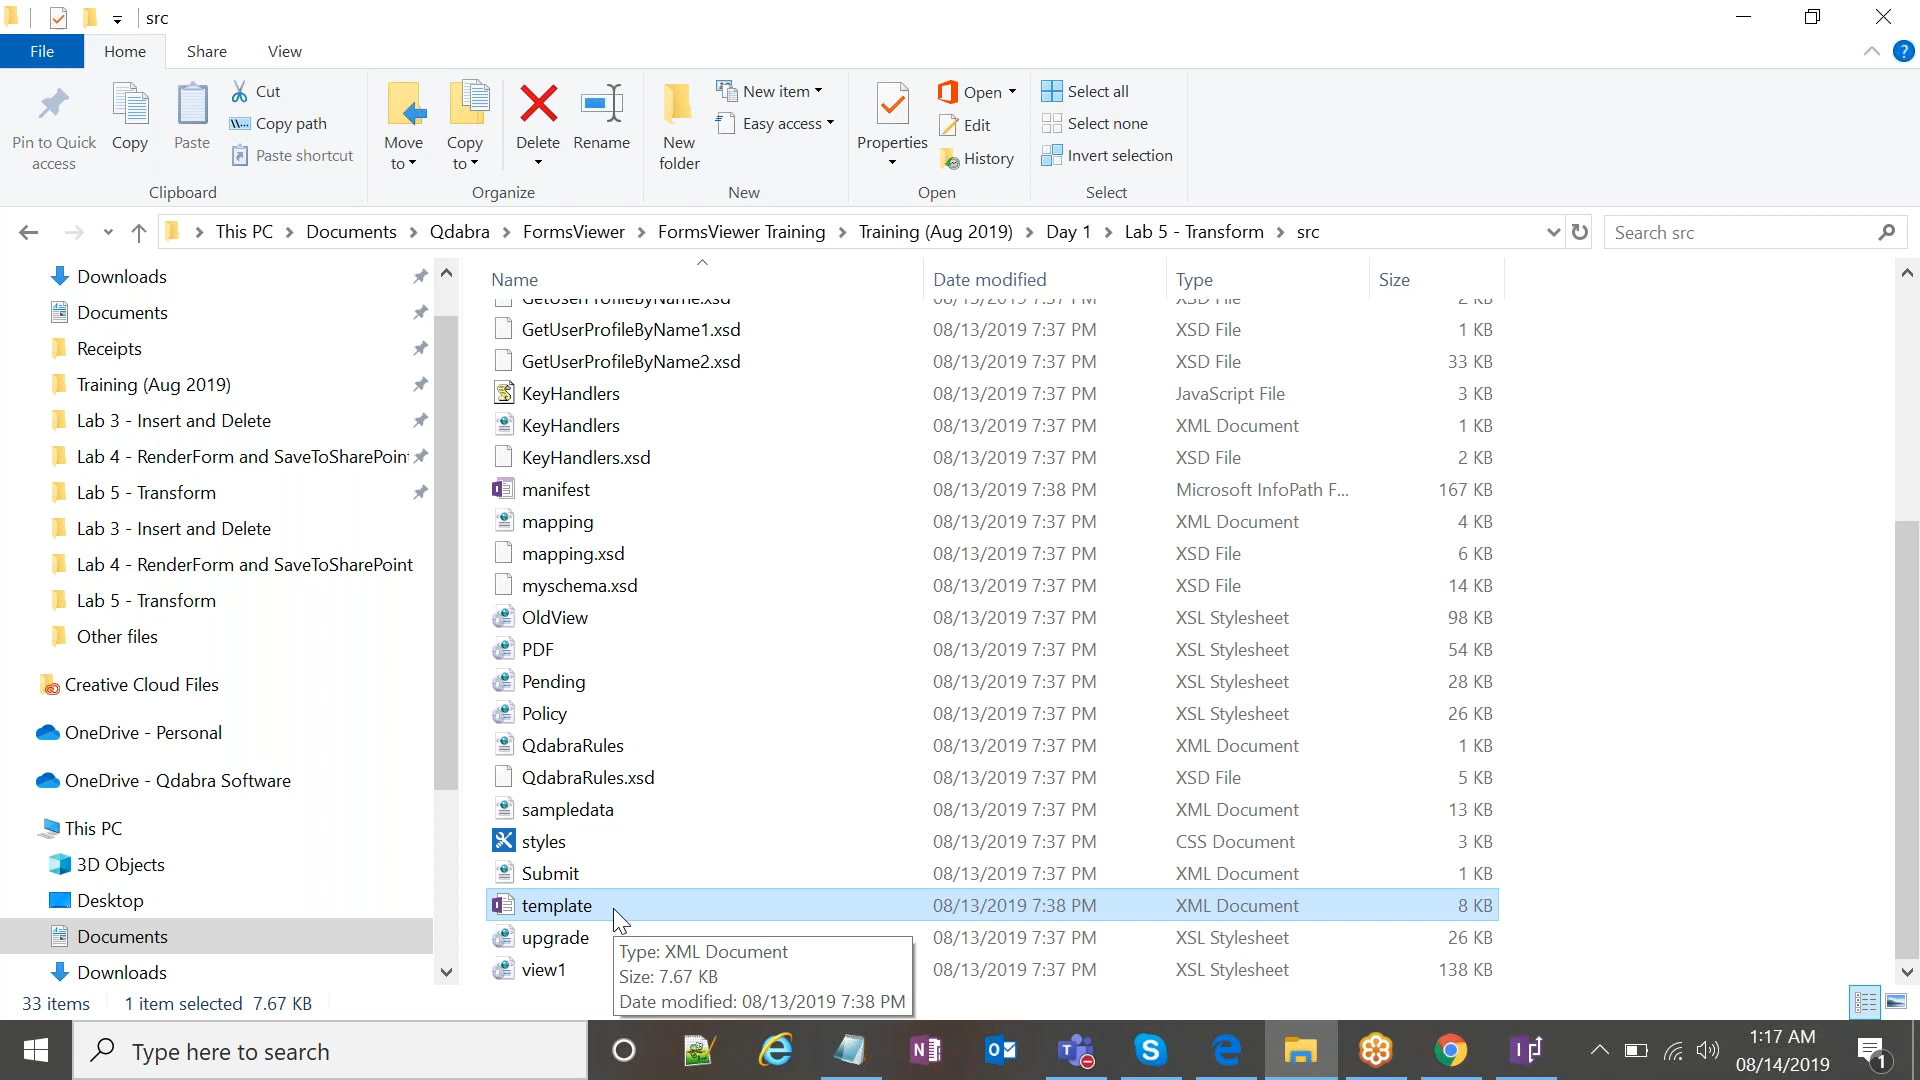 src
File
Home
Share
View
Pin to Quick access
Copy
Paste
Cut
Copy path
Paste shortcut
Clipboard
Move to
Copy to
Delete
Rename
Organize
New folder
New item
Easy access
New
Properties
Open
Edit
History
Open
Select all
Select none
Invert selection
Select
This PC > Documents > Qdabra > FormsViewer > FormsViewer Training > Training (Aug 2019) > Day 1 > Lab 5 - Transform > src
Search src
Downloads
Documents
Receipts
Training (Aug 2019)
Lab 3 - Insert and Delete
Lab 4 - RenderForm and SaveToSharePoint
Lab 5 - Transform
Lab 3 - Insert and Delete
Lab 4 - RenderForm and SaveToSharePoint
Lab 5 - Transform
Other files
Creative Cloud Files
OneDrive - Personal
OneDrive - Qdabra Software
This PC
3D Objects
Desktop
Documents
Downloads
Name Date modified Type Size
GetUserProfileByName.xsd 08/13/2019 7:37 PM XSD File 2 KB
GetUserProfileByName1.xsd 08/13/2019 7:37 PM XSD File 1 KB
GetUserProfileByName2.xsd 08/13/2019 7:37 PM XSD File 33 KB
KeyHandlers 08/13/2019 7:37 PM JavaScript File 3 KB
KeyHandlers 08/13/2019 7:37 PM XML Document 1 KB
KeyHandlers.xsd 08/13/2019 7:37 PM XSD File 2 KB
manifest 08/13/2019 7:38 PM Microsoft InfoPath F... 167 KB
mapping 08/13/2019 7:37 PM XML Document 4 KB
mapping.xsd 08/13/2019 7:37 PM XSD File 6 KB
myschema.xsd 08/13/2019 7:37 PM XSD File 14 KB
OldView 08/13/2019 7:37 PM XSL Stylesheet 98 KB
PDF 08/13/2019 7:37 PM XSL Stylesheet 54 KB
Pending 08/13/2019 7:37 PM XSL Stylesheet 28 KB
Policy 08/13/2019 7:37 PM XSL Stylesheet 26 KB
QdabraRules 08/13/2019 7:37 PM XML Document 1 KB
QdabraRules.xsd 08/13/2019 7:37 PM XSD File 5 KB
sampledata 08/13/2019 7:37 PM XML Document 13 KB
styles 08/13/2019 7:37 PM CSS Document 3 KB
Submit 08/13/2019 7:37 PM XML Document 1 KB
template 08/13/2019 7:38 PM XML Document 8 KB
upgrade 08/13/2019 7:37 PM XSL Stylesheet 26 KB
view1 08/13/2019 7:37 PM XSL Stylesheet 138 KB
Type: XML Document
Size: 7.67 KB
Date modified: 08/13/2019 7:38 PM
33 items 1 item selected 7.67 KB
Type here to search
1:17 AM
08/14/2019
1